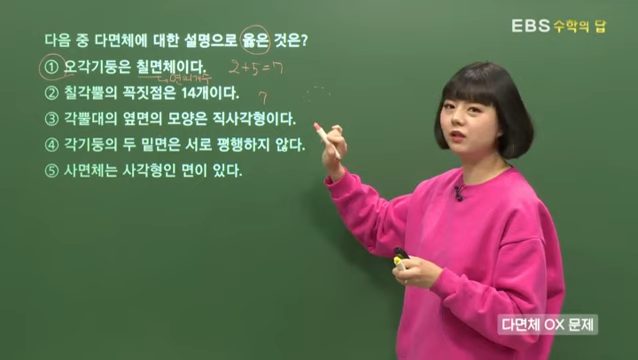 EBS 수학의 답
다음 중 다면체에 대한 설명으로 옳은 것은?
① 오각기둥은 칠면체이다. 2+5=7
면의개수
② 칠각뿔의 꼭짓점은 14개이다. 7
③ 각뿔대의 옆면의 모양은 직사각형이다.
④ 각기둥의 두 밑면은 서로 평행하지 않다.
⑤ 사면체는 사각형인 면이 있다.
다면체 OX 문제